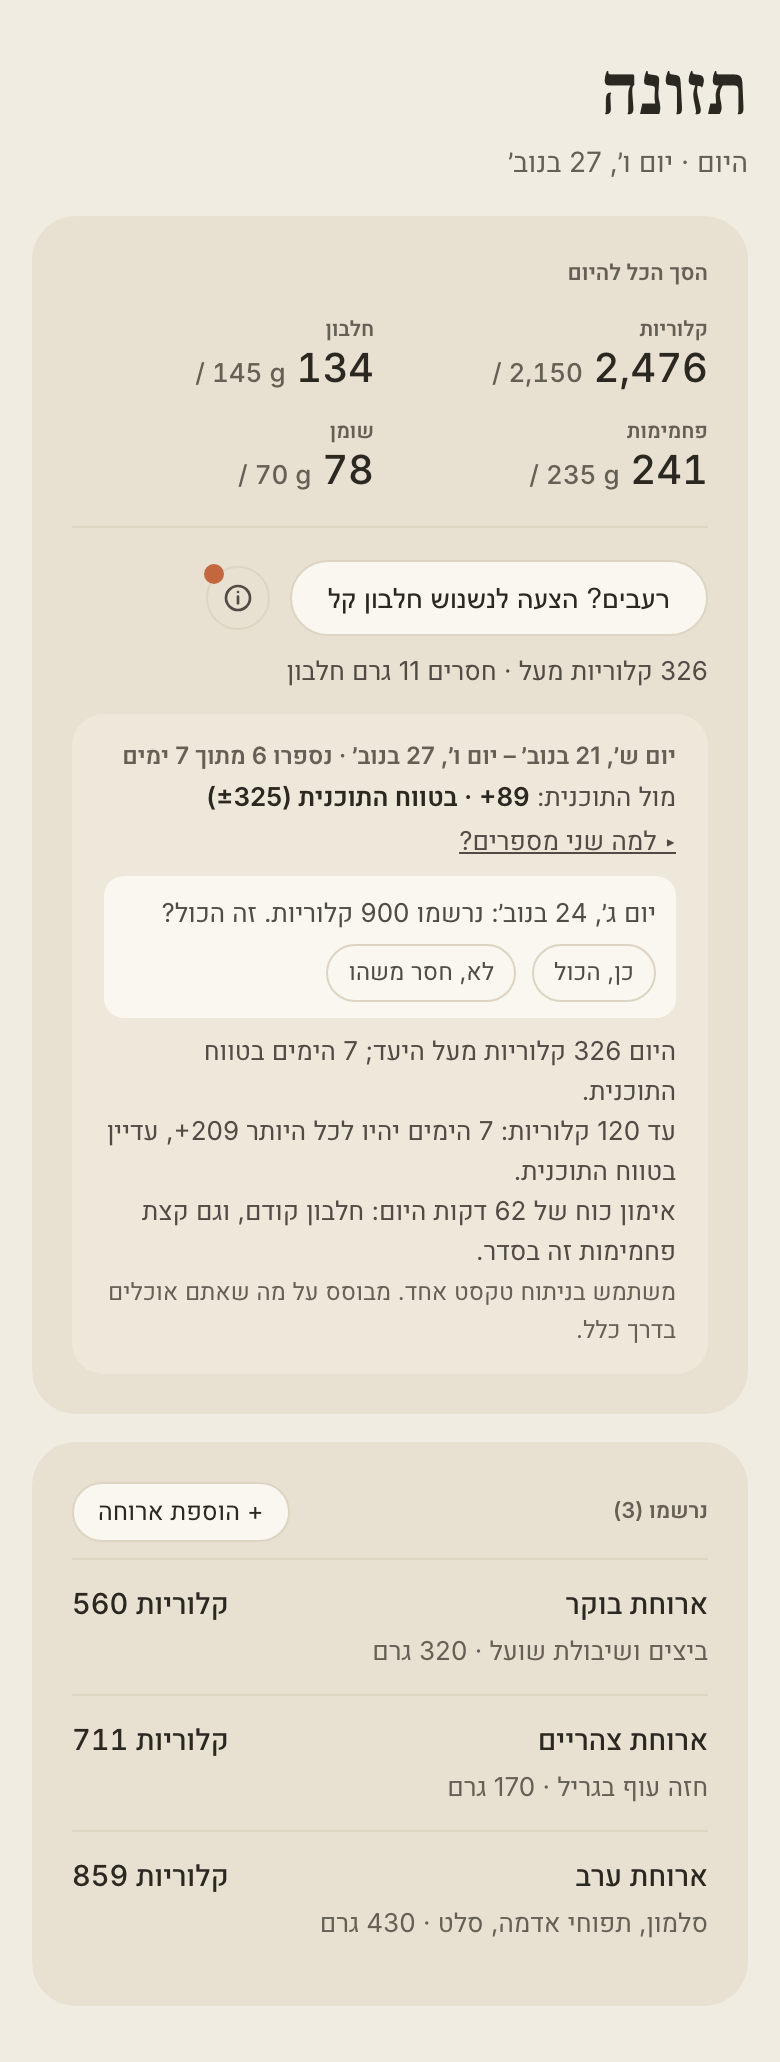 תזונה
היום · יום ו׳, 27 בנוב׳
הסך הכל להיום
קלוריות
2,476 / 2,150
חלבון
134 / 145 g
פחמימות
241 / 235 g
שומן
78 / 70 g
רעבים? הצעה לנשנוש חלבון קל
326 קלוריות מעל · חסרים 11 גרם חלבון
יום ש׳, 21 בנוב׳ – יום ו׳, 27 בנוב׳ · נספרו 6 מתוך 7 ימים
מול התוכנית: +89 · בטווח התוכנית (±325)
▸ למה שני מספרים?
יום ג׳, 24 בנוב׳: נרשמו 900 קלוריות. זה הכול?
כן, הכול
לא, חסר משהו
היום 326 קלוריות מעל היעד; 7 הימים בטווח
התוכנית.
עד 120 קלוריות: 7 הימים יהיו לכל היותר +209, עדיין
בטווח התוכנית.
אימון כוח של 62 דקות היום: חלבון קודם, וגם קצת
פחמימות זה בסדר.
משתמש בניתוח טקסט אחד. מבוסס על מה שאתם אוכלים
בדרך כלל.
נרשמו (3)
+ הוספת ארוחה
ארוחת בוקר
560 קלוריות
ביצים ושיבולת שועל · 320 גרם
ארוחת צהריים
711 קלוריות
חזה עוף בגריל · 170 גרם
ארוחת ערב
859 קלוריות
סלמון, תפוחי אדמה, סלט · 430 גרם